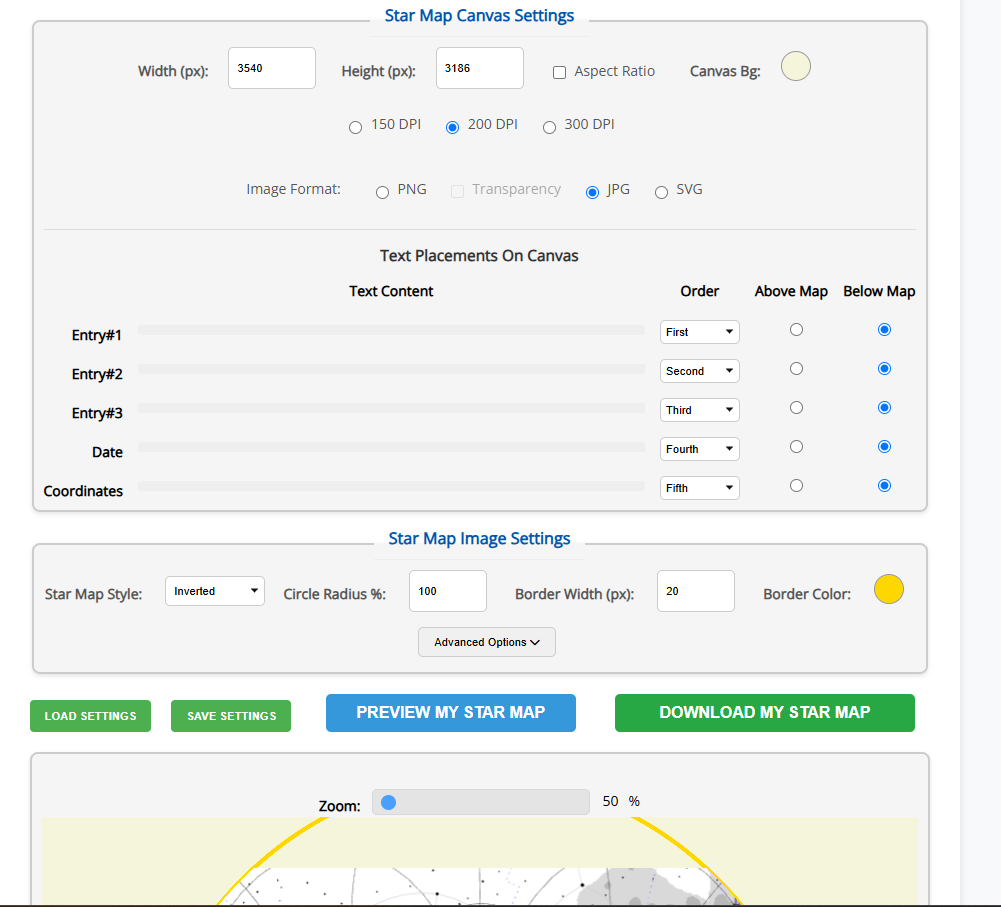 Star Map Canvas Settings
Width (px): 3540 Height (px): 3186 Aspect Ratio Canvas Bg:
150 DPI 200 DPI 300 DPI
Image Format: PNG Transparency JPG SVG
Text Placements On Canvas
Text Content Order Above Map Below Map
Entry#1 First
Entry#2 Second
Entry#3 Third
Date Fourth
Coordinates Fifth
Star Map Image Settings
Star Map Style: Inverted Circle Radius %: 100 Border Width (px): 20 Border Color:
Advanced Options
LOAD SETTINGS SAVE SETTINGS PREVIEW MY STAR MAP DOWNLOAD MY STAR MAP
Zoom: 50 %